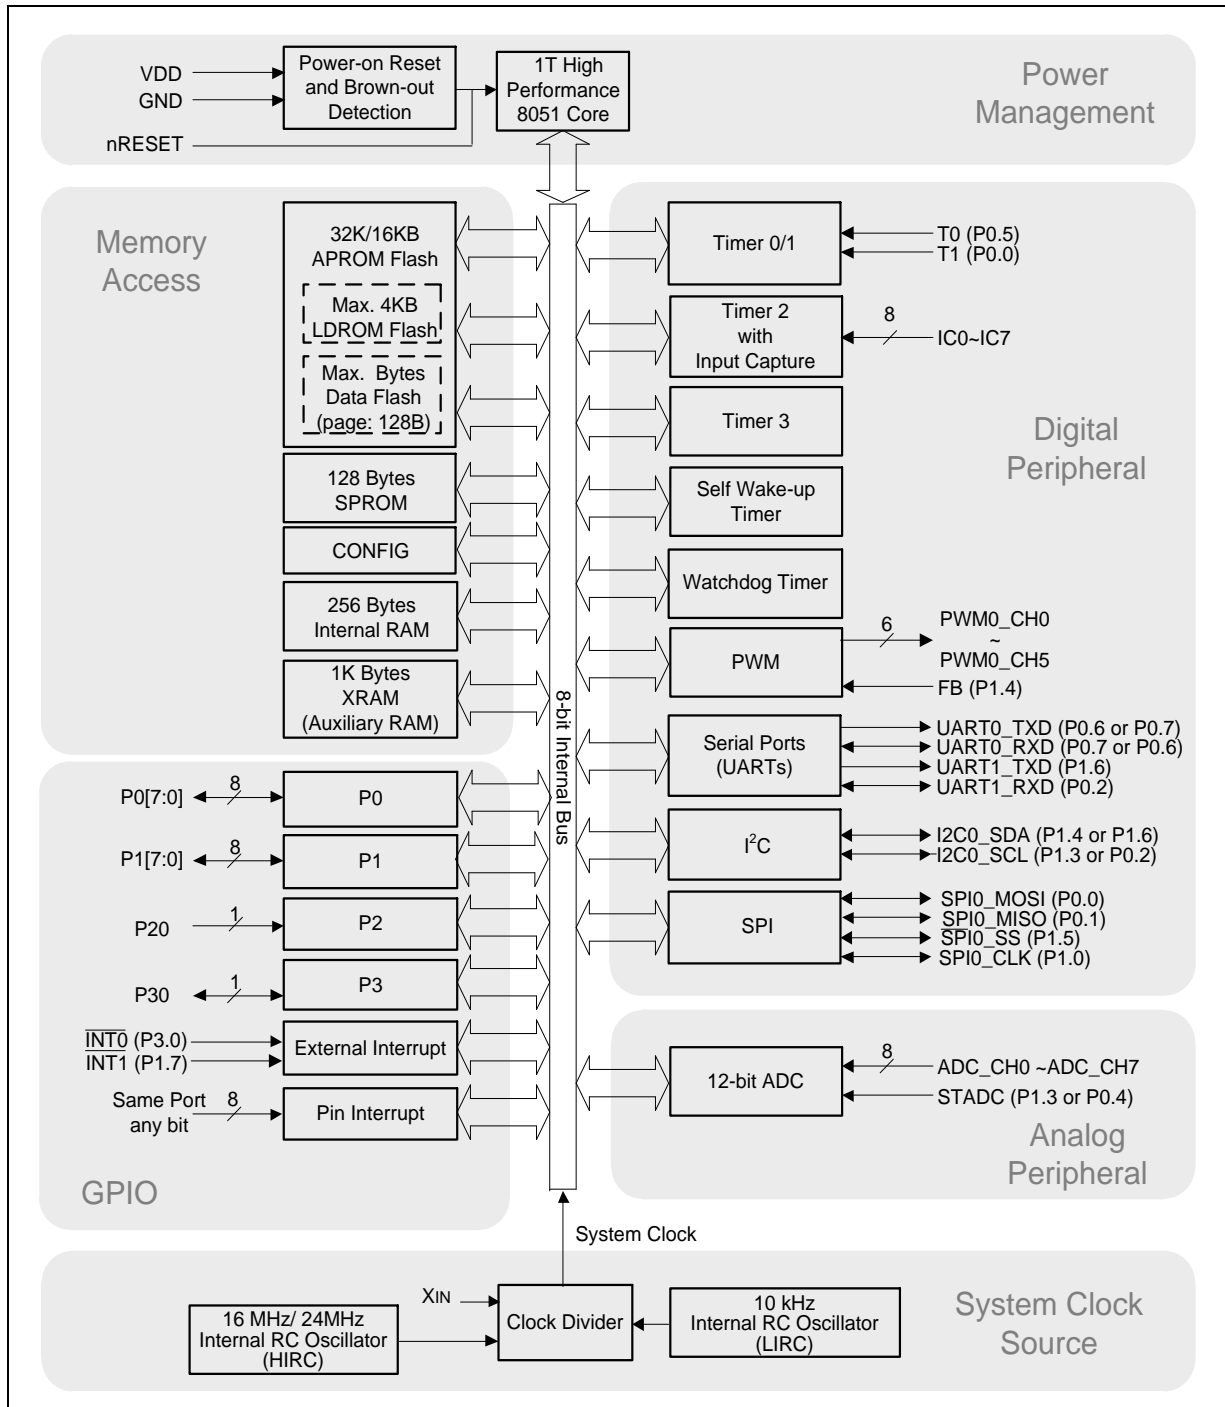 Power-on Reset
and Brown-out
Detection
1T High
Performance
8051 Core
VDD
GND
nRESET
Power
Management
Memory
Access
32K/16KB
APROM Flash
Max. 4KB
LDROM Flash
Max. Bytes
Data Flash
(page: 128B)
128 Bytes
SPROM
CONFIG
256 Bytes
Internal RAM
1K Bytes
XRAM
(Auxiliary RAM)
8-bit Internal Bus
Timer 0/1
T0 (P0.5)
T1 (P0.0)
Timer 2
with
Input Capture
8
IC0~IC7
Timer 3
Digital
Peripheral
Self Wake-up
Timer
Watchdog Timer
PWM
6
PWM0_CH0
~
PWM0_CH5
FB (P1.4)
Serial Ports
(UARTs)
UART0_TXD (P0.6 or P0.7)
UART0_RXD (P0.7 or P0.6)
UART1_TXD (P1.6)
UART1_RXD (P0.2)
I²C
I2C0_SDA (P1.4 or P1.6)
I2C0_SCL (P1.3 or P0.2)
SPI
SPI0_MOSI (P0.0)
SPI0_MISO (P0.1)
SPI0_SS (P1.5)
SPI0_CLK (P1.0)
P0[7:0]
8
P0
P1[7:0]
8
P1
P20
1
P2
P30
1
P3
INT0 (P3.0)
INT1 (P1.7)
External Interrupt
Same Port
any bit
8
Pin Interrupt
GPIO
12-bit ADC
8
ADC_CH0 ~ADC_CH7
STADC (P1.3 or P0.4)
Analog
Peripheral
System Clock
XIN
16 MHz/ 24MHz
Internal RC Oscillator
(HIRC)
Clock Divider
10 kHz
Internal RC Oscillator
(LIRC)
System Clock
Source